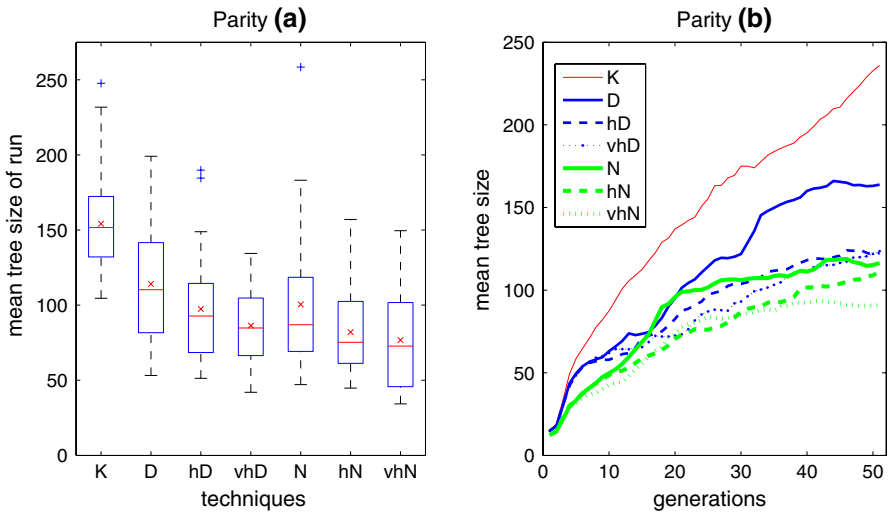 Parity (a)
mean tree size of run
250
200
150
100
50
0
K D hD vhD N hN vhN
techniques
Parity (b)
mean tree size
250
200
150
100
50
0
K
D
hD
vhD
N
hN
vhN
0 10 20 30 40 50
generations